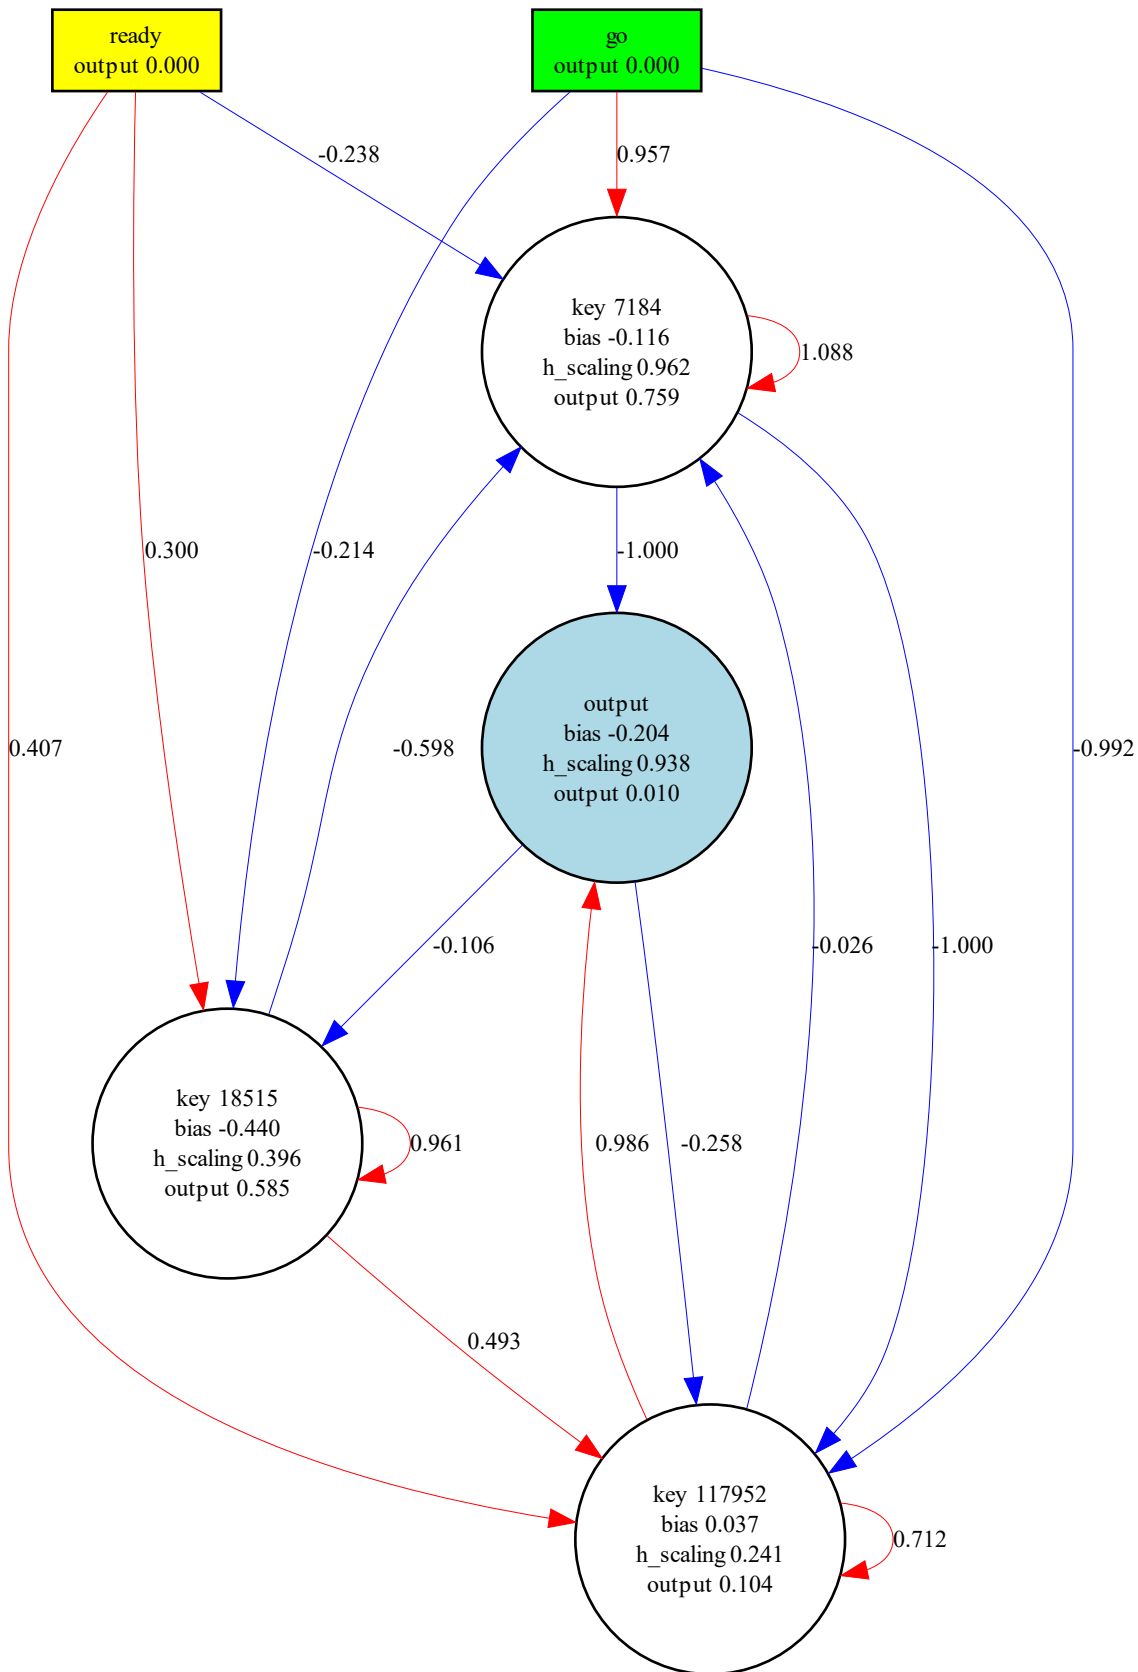 ready
output 0.000
go
output 0.000
-0.238
0.957
key 7184
bias -0.116
h_scaling 0.962
output 0.759
1.088
0.300
-0.214
-1.000
output
bias -0.204
h_scaling 0.938
output 0.010
0.407
-0.598
-0.992
-0.106
-0.026
-1.000
key 18515
bias -0.440
h_scaling 0.396
output 0.585
0.961
0.986
-0.258
0.493
key 117952
bias 0.037
h_scaling 0.241
output 0.104
0.712